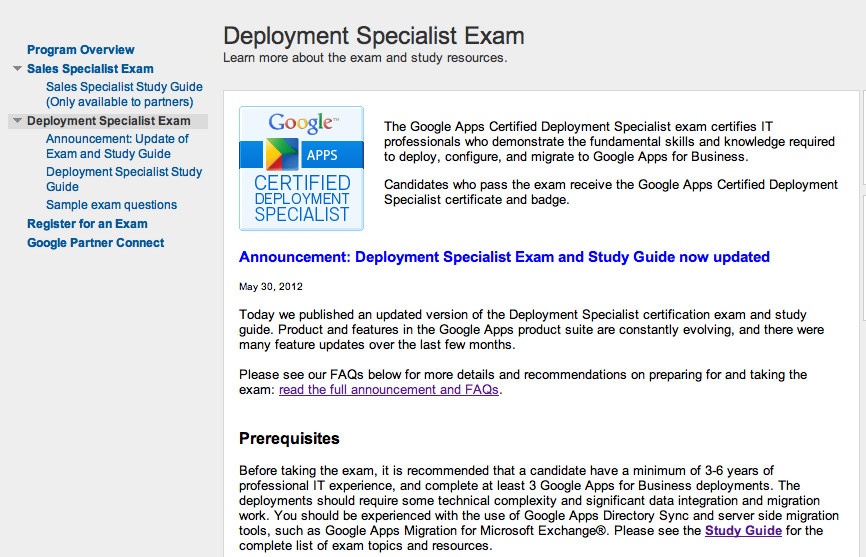 Program Overview
Sales Specialist Exam
Sales Specialist Study Guide
(Only available to partners)
Deployment Specialist Exam
Announcement: Update of
Exam and Study Guide
Deployment Specialist Study
Guide
Sample exam questions
Register for an Exam
Google Partner Connect
Deployment Specialist Exam
Learn more about the exam and study resources.
Google™
APPS
CERTIFIED
DEPLOYMENT
SPECIALIST
The Google Apps Certified Deployment Specialist exam certifies IT
professionals who demonstrate the fundamental skills and knowledge required
to deploy, configure, and migrate to Google Apps for Business.
Candidates who pass the exam receive the Google Apps Certified Deployment
Specialist certificate and badge.
Announcement: Deployment Specialist Exam and Study Guide now updated
May 30, 2012
Today we published an updated version of the Deployment Specialist certification exam and study
guide. Product and features in the Google Apps product suite are constantly evolving, and there were
many feature updates over the last few months.
Please see our FAQs below for more details and recommendations on preparing for and taking the
exam: read the full announcement and FAQs.
Prerequisites
Before taking the exam, it is recommended that a candidate have a minimum of 3-6 years of
professional IT experience, and complete at least 3 Google Apps for Business deployments. The
deployments should require some technical complexity and significant data integration and migration
work. You should be experienced with the use of Google Apps Directory Sync and server side migration
tools, such as Google Apps Migration for Microsoft Exchange®. Please see the Study Guide for the
complete list of exam topics and resources.